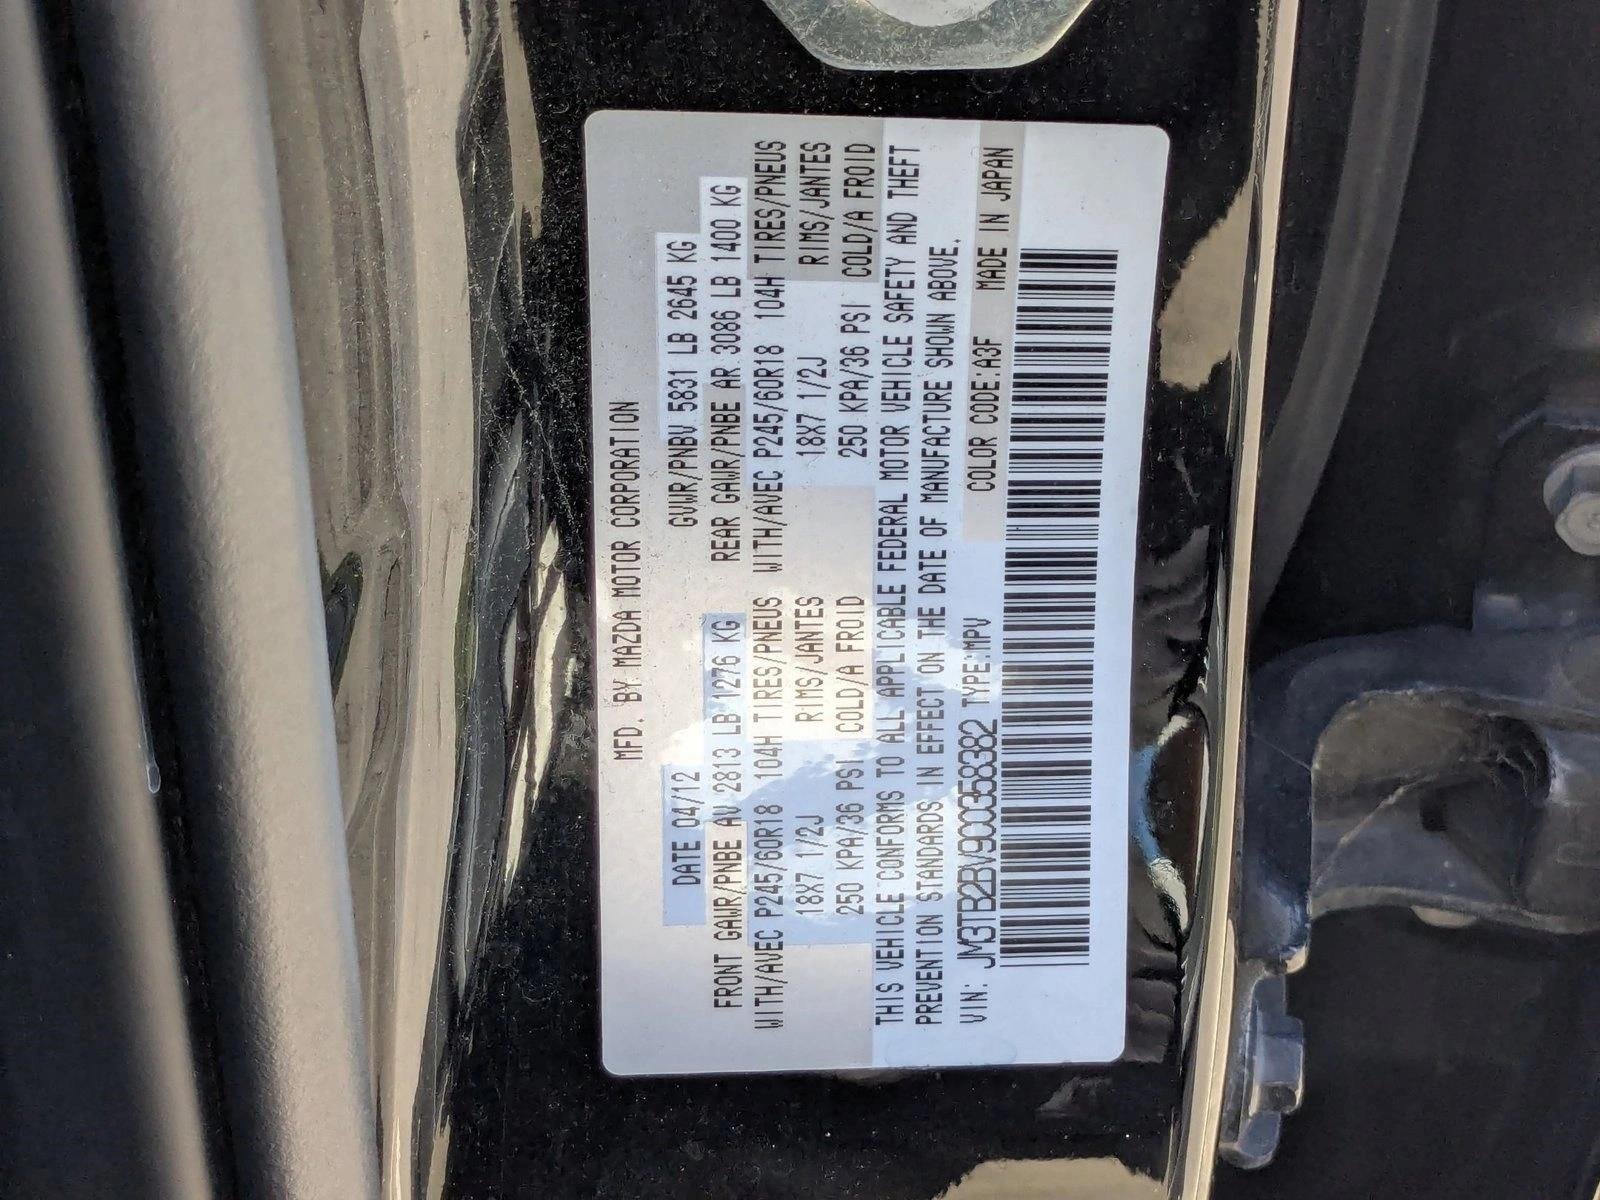 MFD. BY MAZDA MOTOR CORPORATION
DATE 04/12 GVWR/PNBV 5831 LB 2645 KG
FRONT GAWR/PNBE AV 2813 LB 1276 KG REAR GAWR/PNBE AR 3086 LB 1400 KG
WITH/AVEC P245/60R18 104H TIRES/PNEUS WITH/AVEC P245/60R18 104H TIRES/PNEUS
18X7 1/2J RIMS/JANTES 18X7 1/2J RIMS/JANTES
250 KPA/36 PSI COLD/A FROID 250 KPA/36 PSI COLD/A FROID
THIS VEHICLE CONFORMS TO ALL APPLICABLE FEDERAL MOTOR VEHICLE SAFETY AND THEFT
PREVENTION STANDARDS IN EFFECT ON THE DATE OF MANUFACTURE SHOWN ABOVE.
VIN: JM3TB2BV9C0358382 TYPE:MPV COLOR CODE:A3F MADE IN JAPAN